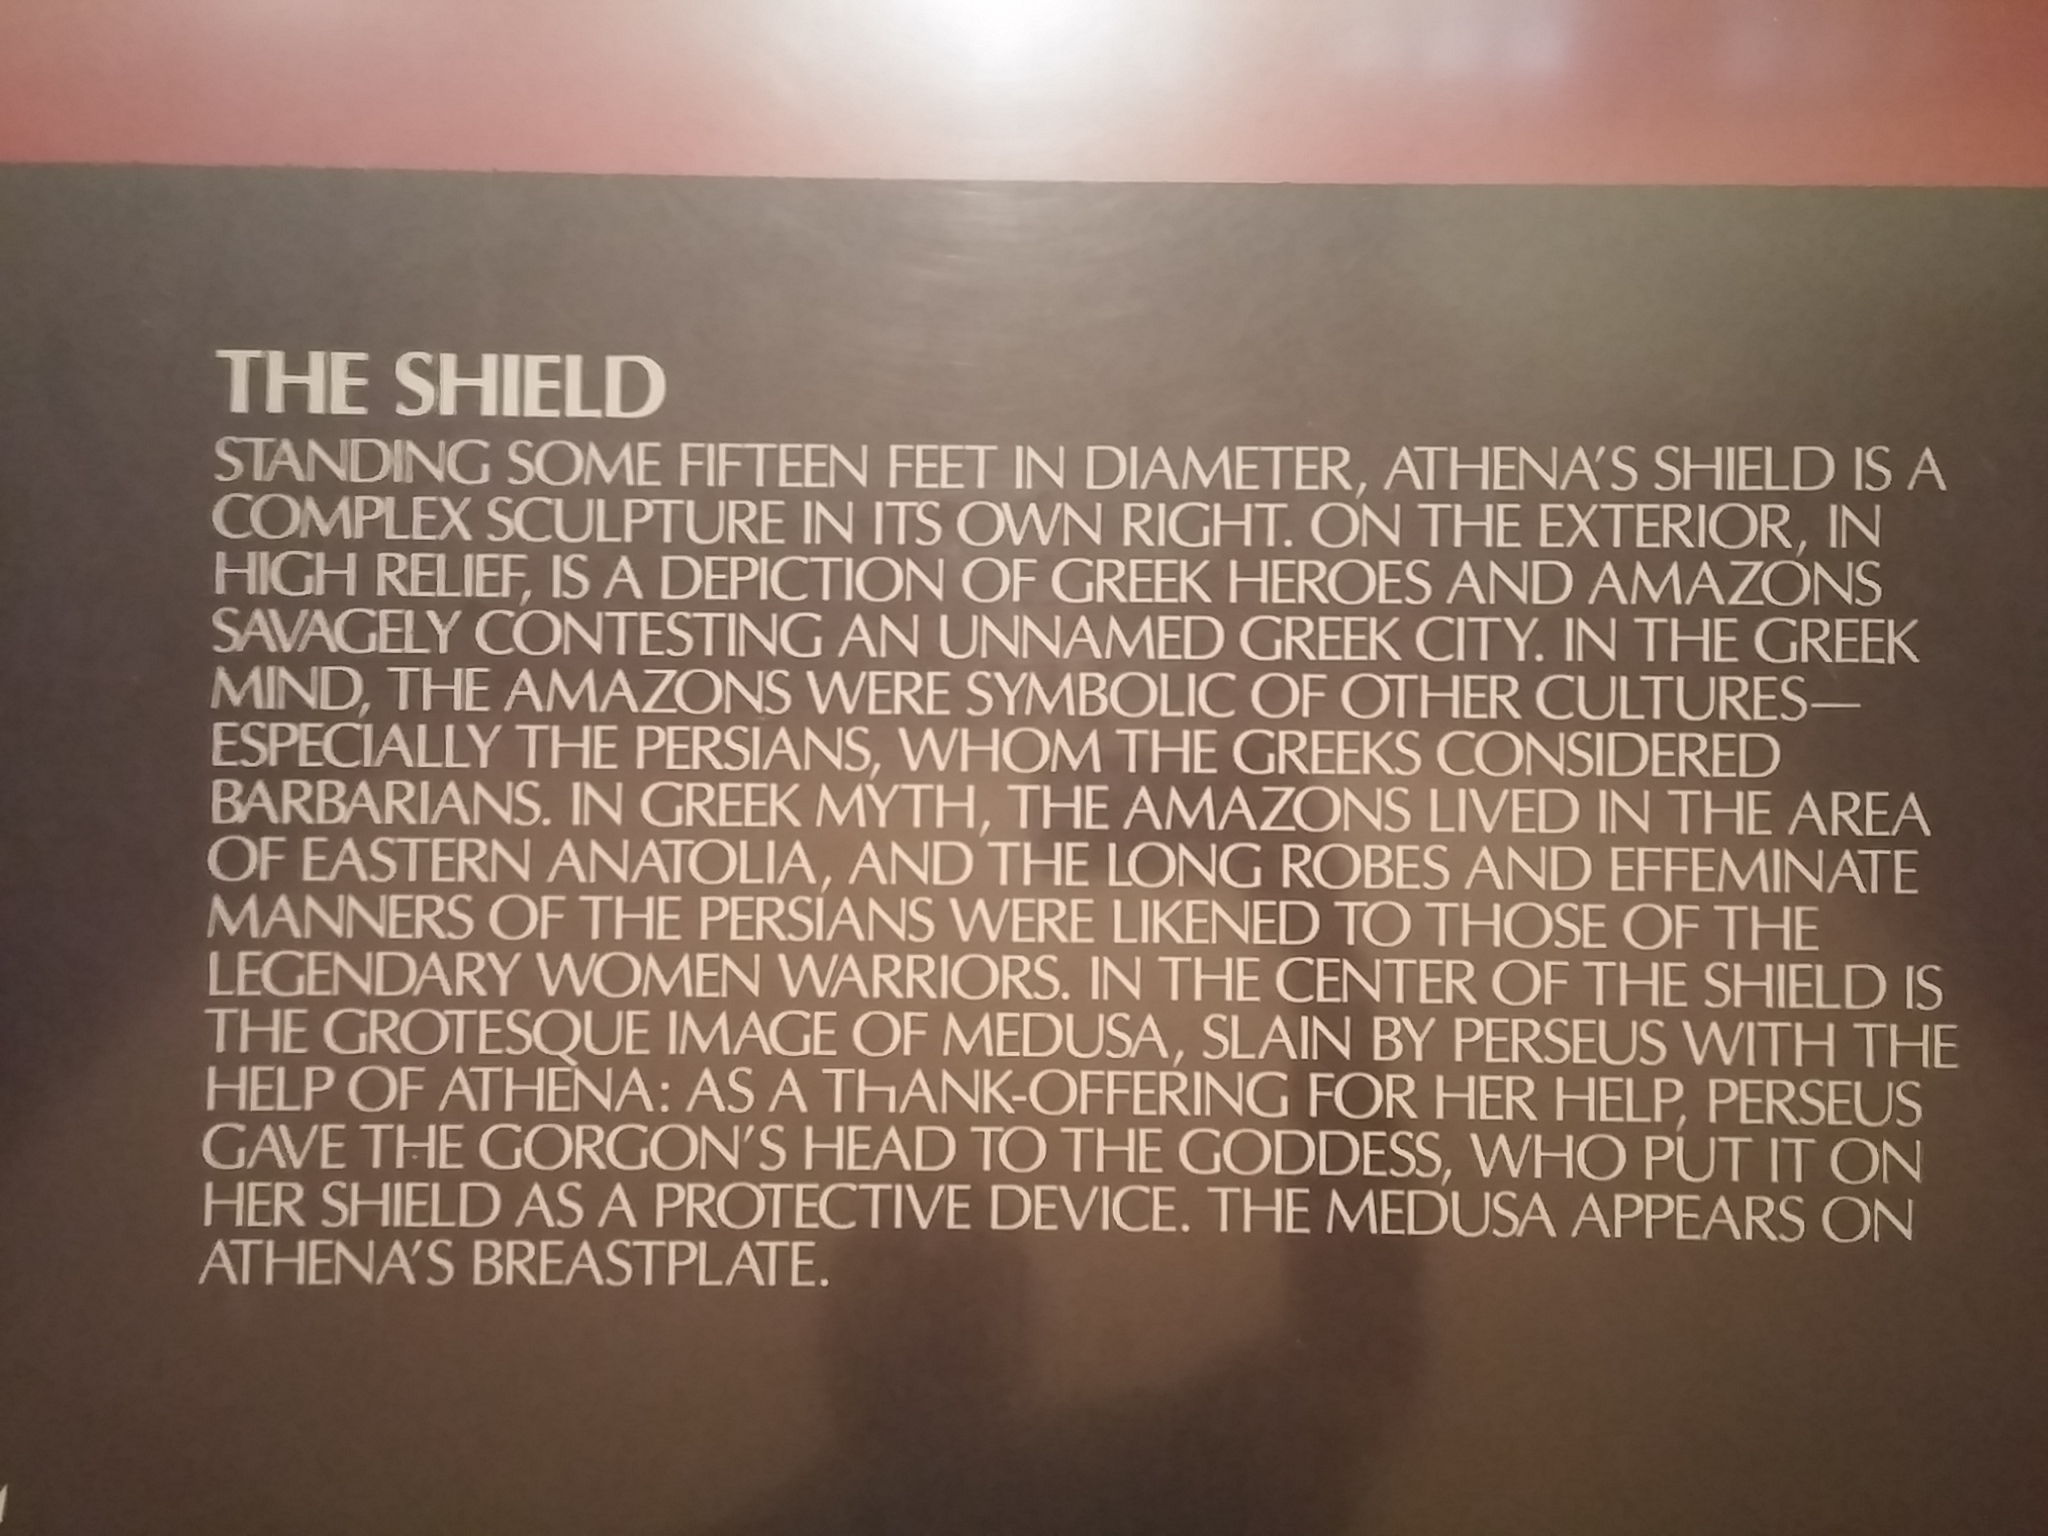 THE SHIELD
STANDING SOME FIFTEEN FEET IN DIAMETER, ATHENA'S SHIELD IS A
COMPLEX SCULPTURE IN ITS OWN RIGHT. ON THE EXTERIOR, IN
HIGH RELIEF, IS A DEPICTION OF GREEK HEROES AND AMAZONS
SAVAGELY CONTESTING AN UNNAMED GREEK CITY. IN THE GREEK
MIND, THE AMAZONS WERE SYMBOLIC OF OTHER CULTURES—
ESPECIALLY THE PERSIANS, WHOM THE GREEKS CONSIDERED
BARBARIANS. IN GREEK MYTH, THE AMAZONS LIVED IN THE AREA
OF EASTERN ANATOLIA, AND THE LONG ROBES AND EFFEMINATE
MANNERS OF THE PERSIANS WERE LIKENED TO THOSE OF THE
LEGENDARY WOMEN WARRIORS. IN THE CENTER OF THE SHIELD IS
THE GROTESQUE IMAGE OF MEDUSA, SLAIN BY PERSEUS WITH THE
HELP OF ATHENA: AS A THANK-OFFERING FOR HER HELP, PERSEUS
GAVE THE GORGON'S HEAD TO THE GODDESS, WHO PUT IT ON
HER SHIELD AS A PROTECTIVE DEVICE. THE MEDUSA APPEARS ON
ATHENA'S BREASTPLATE.